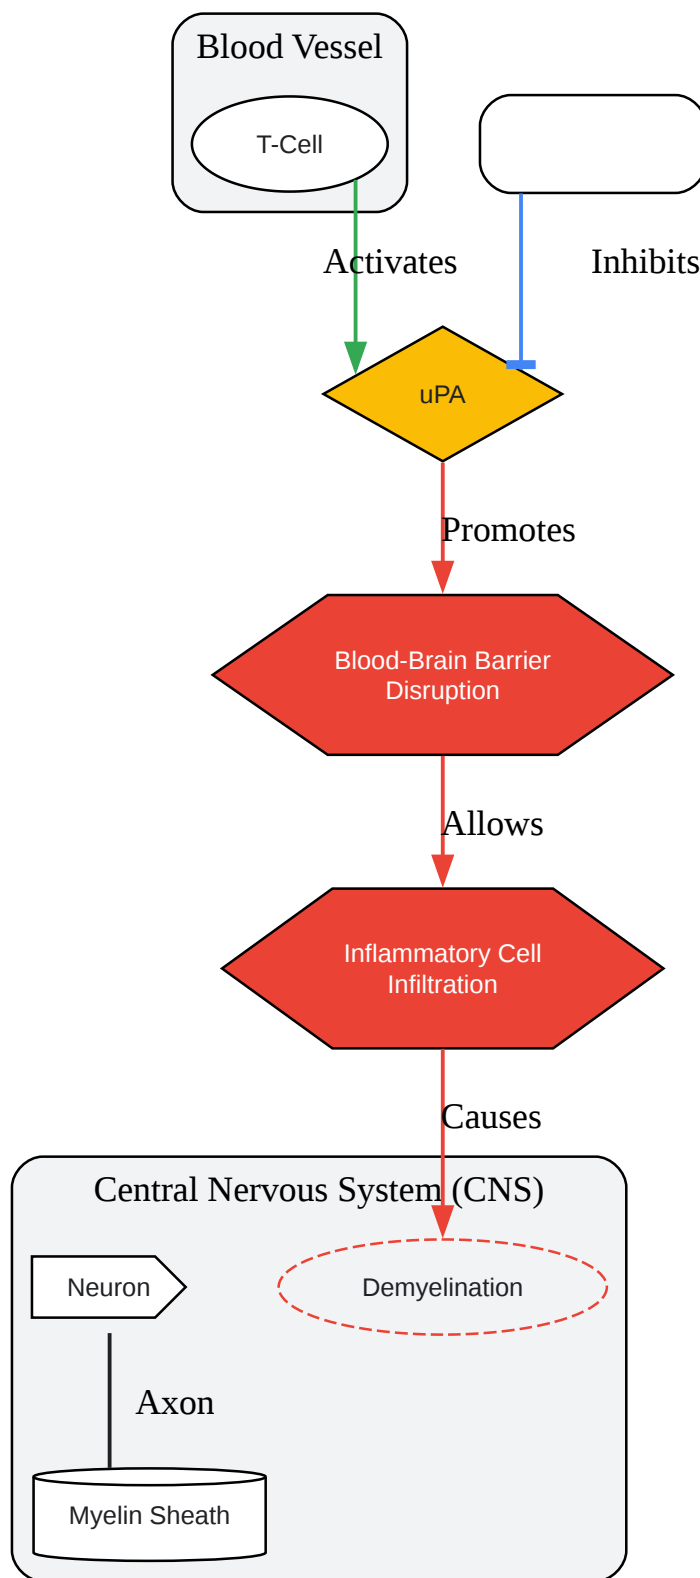 Blood Vessel
T-Cell
Activates
Inhibits
uPA
Promotes
Blood-Brain Barrier
Disruption
Allows
Inflammatory Cell
Infiltration
Causes
Central Nervous System (CNS)
Neuron
Demyelination
Axon
Myelin Sheath